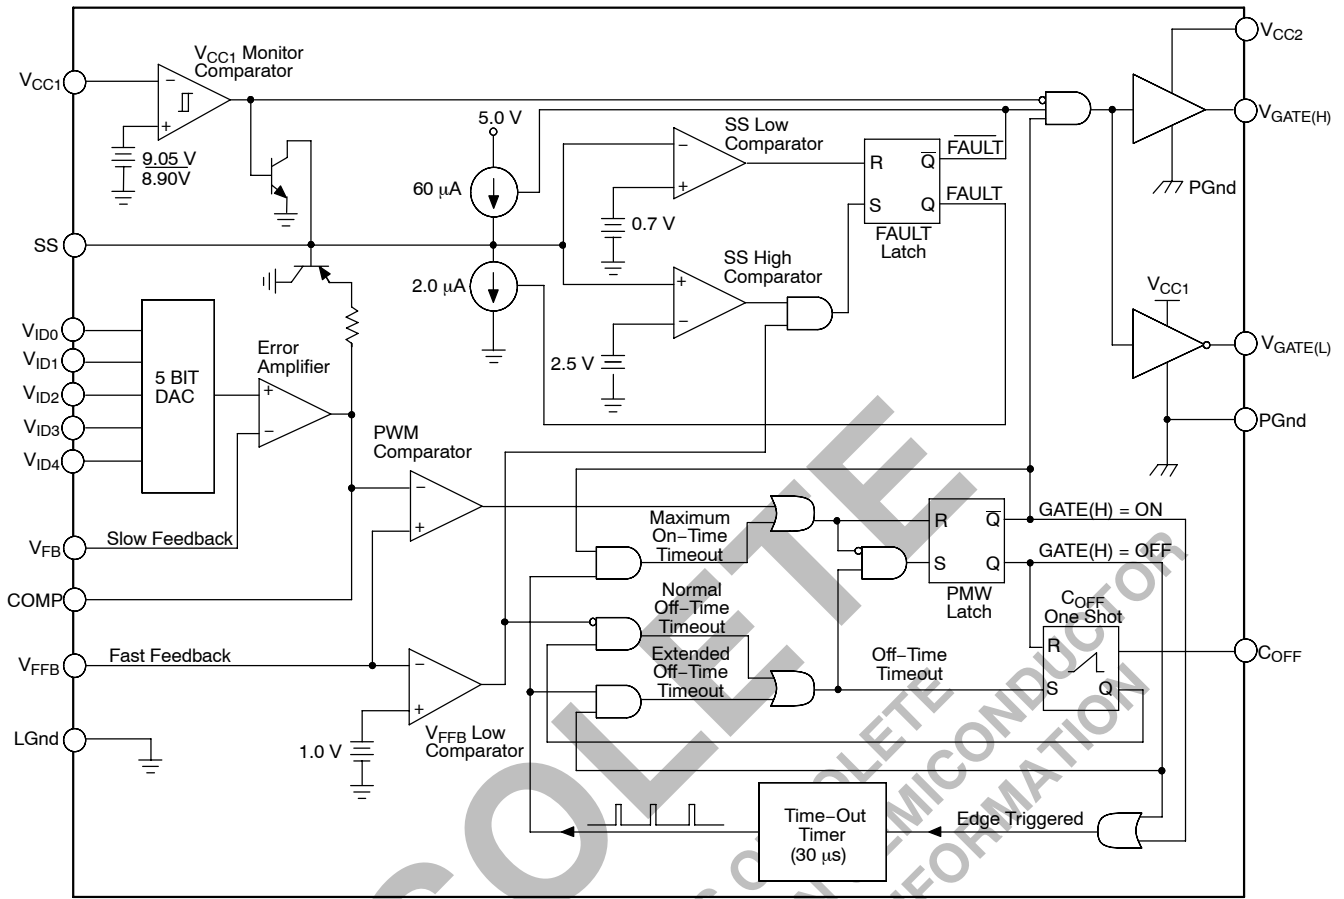 VCC1
VCC1 Monitor
Comparator
−
+
9.05 V
8.90V
5.0 V
60 μA
SS Low
Comparator
−
+
0.7 V
R
Q
FAULT
S
Q
FAULT
FAULT
Latch
VCC2
VGATE(H)
PGnd
SS
2.0 μA
SS High
Comparator
+
−
2.5 V
VCC1
VGATE(L)
PGnd
VID0
VID1
VID2
VID3
VID4
5 BIT
DAC
Error
Amplifier
+
−
PWM
Comparator
−
+
VFB
Slow Feedback
COMP
VFFB
Fast Feedback
−
+
VFFB Low
Comparator
1.0 V
LGnd
Maximum
On−Time
Timeout
Normal
Off−Time
Timeout
Extended
Off−Time
Timeout
R
Q
S
Q
PMW
Latch
GATE(H) = ON
GATE(H) = OFF
COFF
One Shot
R
S
Q
COFF
Off−Time
Timeout
Time−Out
Timer
(30 μs)
Edge Triggered
OLETE
OLETE
EMICONDUCTOR
FORMATION